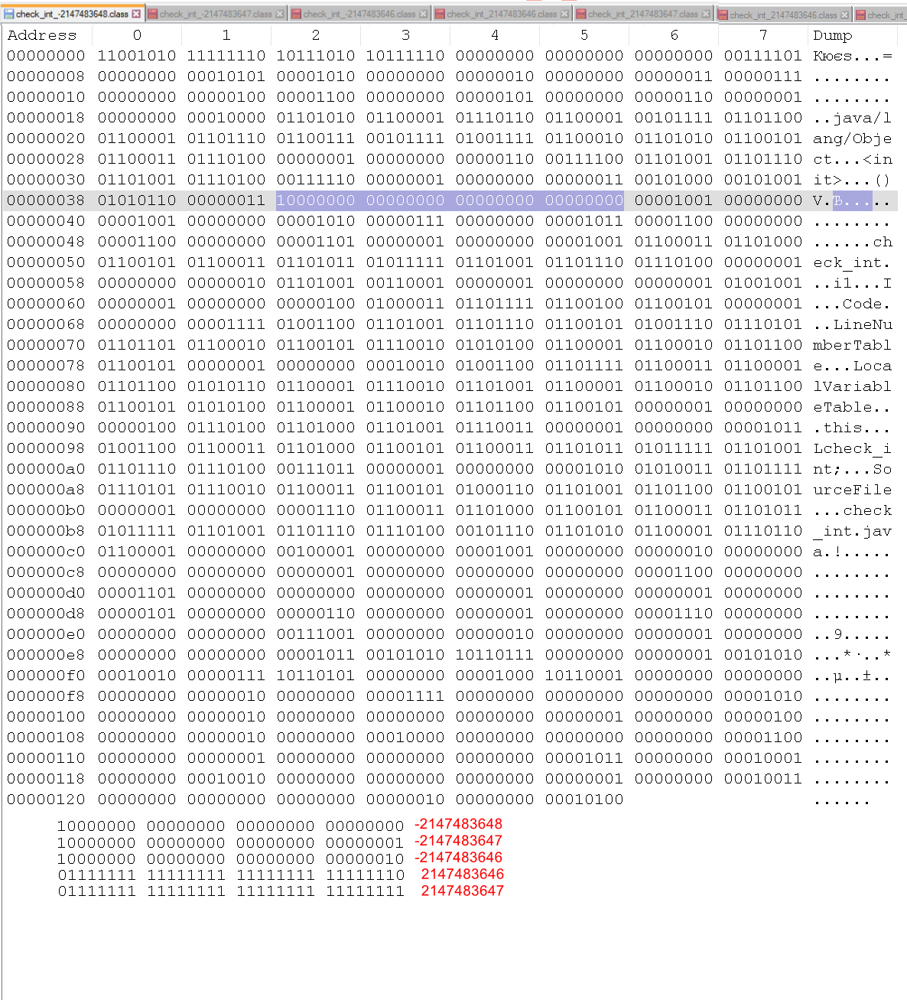 check_int_-2147483648.class check_int_-2147483647.class check_int_-2147483646.class check_int_2147483646.class check_int_2147483647.class check_int_2147483646.class check_int
Address 0 1 2 3 4 5 6 7 Dump
00000000 11001010 11111110 10111010 10111110 00000000 00000000 00000000 00111101 Kюєѕ...=
00000008 00000000 00010101 00001010 00000000 00000010 00000000 00000011 00000111 ........
00000010 00000000 00000100 00001100 00000000 00000101 00000000 00000110 00000001 ........
00000018 00000000 00010000 01101010 01100001 01110110 01100001 00101111 01101100 ..java/l
00000020 01100001 01101110 01100111 00101111 01001111 01100010 01101010 01100101 ang/Obje
00000028 01100011 01110100 00000001 00000000 00000110 00111100 01101001 01101110 ct...<in
00000030 01101001 01110100 00111110 00000001 00000000 00000011 00101000 00101001 it>...()
00000038 01010110 00000011 10000000 00000000 00000000 00000000 00001001 00000000 V.Ђ.....
00000040 00001001 00000000 00000111 00000000 00001011 00001100 00000000 ........
00000048 00001100 00000000 00001101 00000001 00000000 00001001 01100011 01101000 ......ch
00000050 01100101 01100011 01101011 01011111 01101001 01101110 01110100 00000001 eck_int.
00000058 00000000 00000010 01101001 00110001 00000001 00000000 00000001 01001001 ..i1...I
00000060 00000001 00000000 00000100 01000011 01101111 01100100 01100101 00000001 ...Code.
00000068 00000000 00001111 01001100 01101001 01101110 01100101 01001110 01110101 ..LineNu
00000070 01101101 01100010 01100101 01110010 01010100 01100001 01100010 01101100 mberTabl
00000078 01100101 00000001 00000000 00010010 01001100 01101111 01100011 01100001 e...Loca
00000080 01101100 01010110 01100001 01110010 01101001 01100001 01100010 01101100 lVariabl
00000088 01100101 01010100 01100001 01100010 01101100 01100101 00000001 00000000 eTable..
00000090 00000100 01110100 01101000 01101001 01110011 00000001 00000000 00001011 .this...
00000098 01001100 01100011 01101000 01100101 01100011 01101011 01011111 01101001 Lcheck_i
000000a0 01101110 01110100 00111011 00000001 00000000 00001010 01010011 01101111 nt;...So
000000a8 01110101 01110010 01100011 01100101 01000110 01101001 01101100 01100101 urceFile
000000b0 00000001 00000000 00001110 01100011 01101000 01100101 01100011 01101011 ...check
000000b8 01011111 01101001 01101110 01110100 00101110 01101010 01100001 01110110 _int.jav
000000c0 01100001 00000000 00100001 00000000 00001001 00000000 00000010 00000000 a.!.....
000000c8 00000000 00000000 00000001 00000000 00000000 00000000 00001100 00000000 ........
000000d0 00001101 00000000 00000000 00000000 00000001 00000000 00000001 00000000 ........
000000d8 00000101 00000000 00000110 00000000 00000001 00000000 00001110 00000000 ........
000000e0 00000000 00000000 00111001 00000000 00000010 00000000 00000001 00000000 ..9.....
000000e8 00000000 00000000 00001011 00101010 10110111 00000000 00000001 00101010 ...*·..*
000000f0 00010010 00000111 10110101 00000000 00001000 10110001 00000000 00000000 ..µ..±..
000000f8 00000000 00000010 00000000 00001111 00000000 00000000 00000000 00001010 ........
00000100 00000000 00000010 00000000 00000000 00000000 00000001 00000000 00000100 ........
00000108 00000000 00000010 00000000 00010000 00000000 00000000 00000000 00001100 ........
00000110 00000000 00000001 00000000 00000000 00000000 00001011 00000000 00010001 ........
00000118 00000000 00010010 00000000 00000000 00000000 00000001 00000000 00010011 ........
00000120 00000000 00000000 00000000 00000010 00000000 00010100 ......
10000000 00000000 00000000 00000000 -2147483648
10000000 00000000 00000000 00000001 -2147483647
10000000 00000000 00000000 00000010 -2147483646
01111111 11111111 11111111 11111110 2147483646
01111111 11111111 11111111 11111111 2147483647